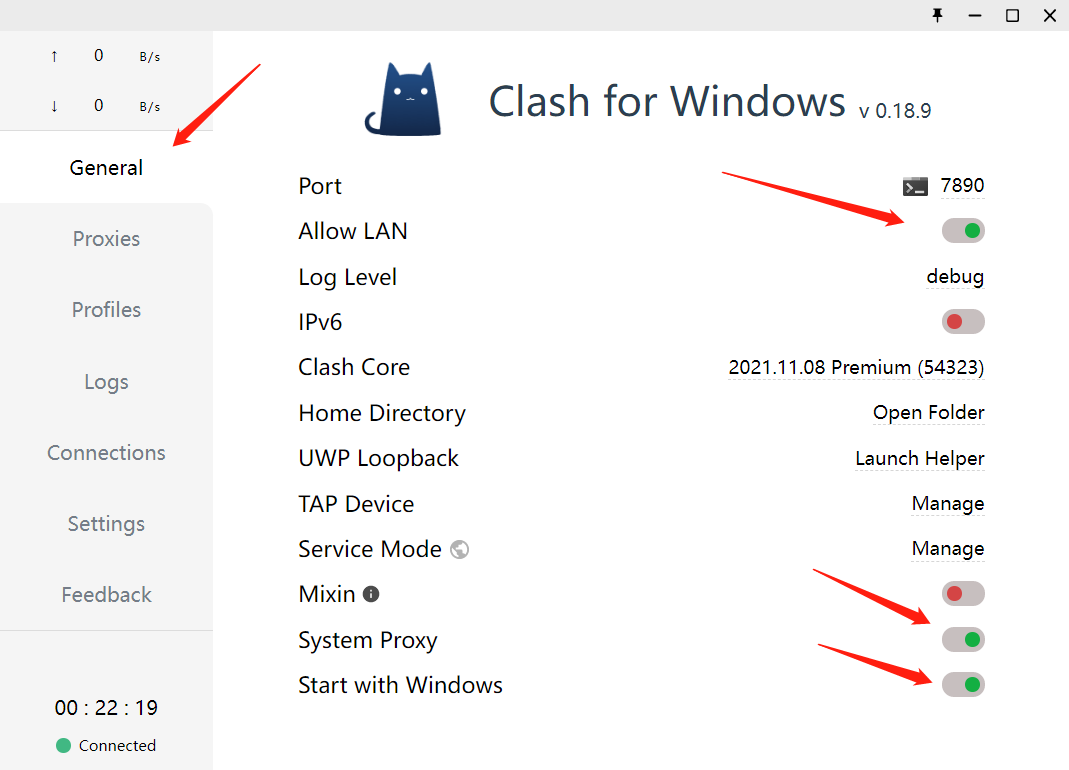 ↑ 0 B/s
↓ 0 B/s
General
Proxies
Profiles
Logs
Connections
Settings
Feedback
00 : 22 : 19
Connected
Clash for Windows v 0.18.9
Port 7890
Allow LAN
Log Level debug
IPv6
Clash Core 2021.11.08 Premium (54323)
Home Directory Open Folder
UWP Loopback Launch Helper
TAP Device Manage
Service Mode Manage
Mixin
System Proxy
Start with Windows